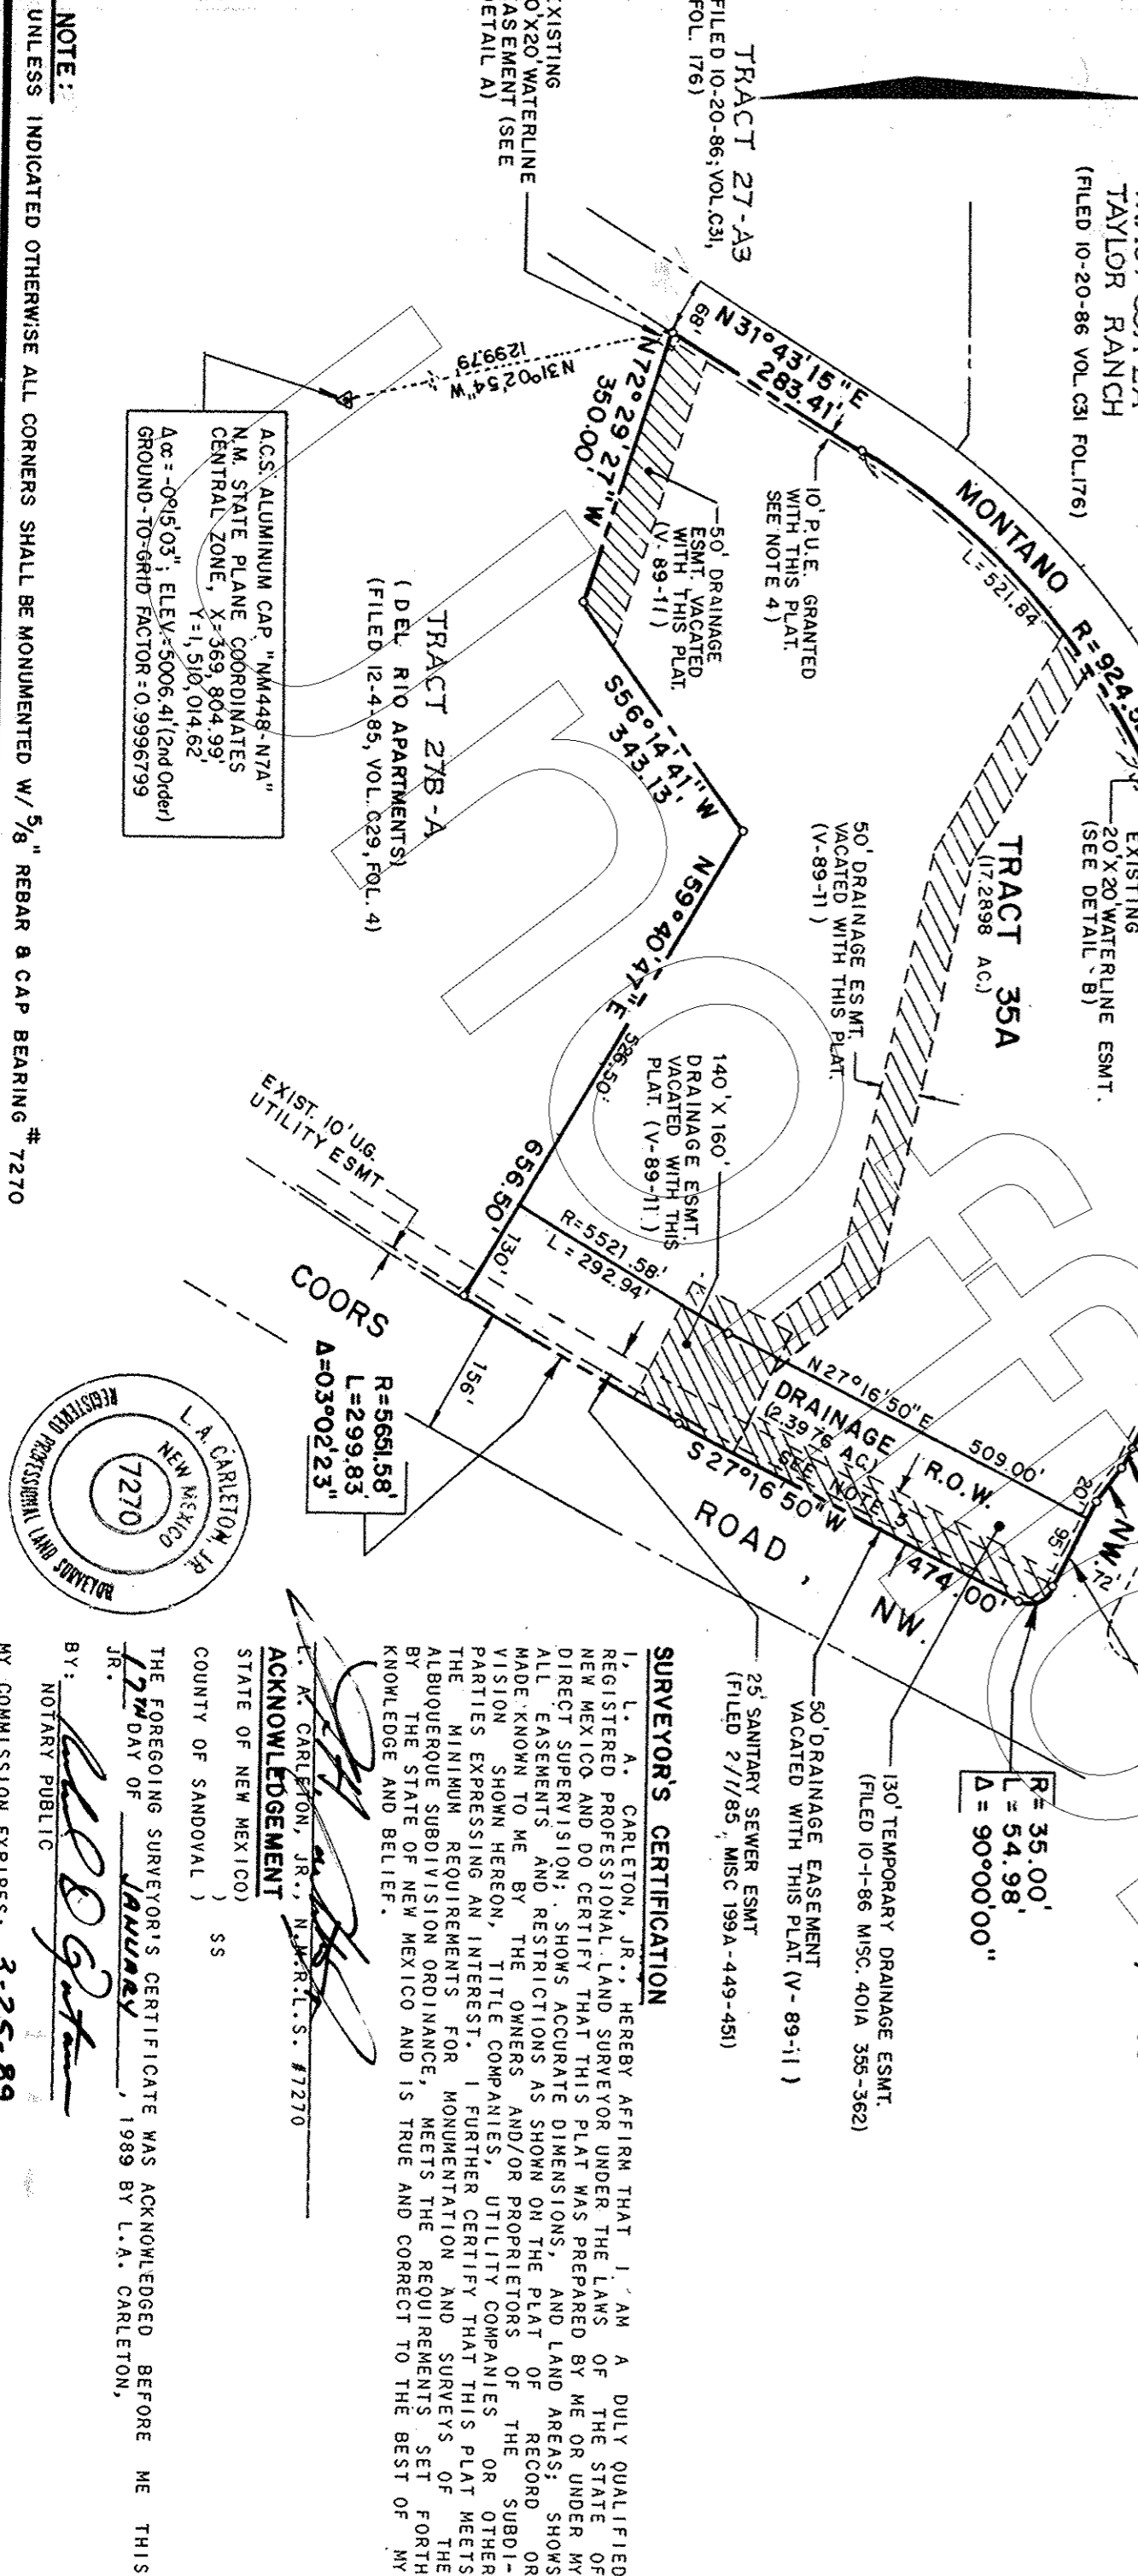 TAYLOR RANCH
(FILED 10-20-86 VOL. C31 FOL.176)
TRACT 27-A3
FILED 10-20-86; VOL.C31,
FOL. 176)
EXISTING
0'X20' WATERLINE
EASEMENT (SEE
DETAIL A)
MONTANO
R=924.5
L=521.84'
N31°43'15"E
283.41'
68'
N72°29'27"W
350.00'
10' P.U.E. GRANTED
WITH THIS PLAT.
SEE NOTE 4)
50' DRAINAGE
ESMT. VACATED
WITH THIS PLAT.
(V-89-11)
N31°02'54"W
1299.79
S56°14'41"W
343.13'
EXISTING
20'X20' WATERLINE ESMT.
(SEE DETAIL B)
TRACT 35A
(17.2898 AC.)
50' DRAINAGE ESMT.
VACATED WITH THIS PLAT.
(V-89-11)
TRACT 27B-A
(DEL RIO APARTMENTS)
(FILED 12-4-85, VOL. C29, FOL. 4)
A.C.S. ALUMINUM CAP "NM448-N7A"
N.M. STATE PLANE COORDINATES
CENTRAL ZONE, X=369,804.99'
Y=1,510,014.62'
Δα=-0°15'03"; ELEV=5006.41'(2nd Order)
GROUND-TO-GRID FACTOR=0.9996799
N59°40'47"E
526.50'
656.50'
130'
140' X 160'
DRAINAGE ESMT.
VACATED WITH THIS
PLAT. (V-89-11)
EXIST. 10' U.G.
UTILITY ESMT
R=5521.58'
L=292.94'
N27°16'50"E 509.00'
DRAINAGE R.O.W.
(2.3976 AC.)
SEE NOTE 5
S27°16'50"W 474.00'
20'
95'
72'
NW.
COORS ROAD, NW.
156'
R=5651.58'
L=299.83'
Δ=03°02'23"
R=35.00'
L=54.98'
Δ=90°00'00"
130' TEMPORARY DRAINAGE ESMT.
(FILED 10-1-86 MISC. 401A 355-362)
50' DRAINAGE EASEMENT
VACATED WITH THIS PLAT. (V-89-11)
25' SANITARY SEWER ESMT
(FILED 2/7/85, MISC 199A-449-451)
NOTE:
UNLESS INDICATED OTHERWISE ALL CORNERS SHALL BE MONUMENTED W/ 5/8" REBAR & CAP BEARING #7270
L. A. CARLETON, JR.
NEW MEXICO
7270
REGISTERED PROFESSIONAL LAND SURVEYOR
SURVEYOR'S CERTIFICATION
I, L. A. CARLETON, JR., HEREBY AFFIRM THAT I AM A DULY QUALIFIED
REGISTERED PROFESSIONAL LAND SURVEYOR UNDER THE LAWS OF THE STATE OF
NEW MEXICO AND DO CERTIFY THAT THIS PLAT WAS PREPARED BY ME OR UNDER MY
DIRECT SUPERVISION; SHOWS ACCURATE DIMENSIONS, AND LAND AREAS; SHOWS
ALL EASEMENTS AND RESTRICTIONS AS SHOWN ON THE PLAT OF RECORD OR
MADE KNOWN TO ME BY THE OWNERS AND/OR PROPRIETORS OF THE SUBDI-
VISION SHOWN HEREON, TITLE COMPANIES, UTILITY COMPANIES OR OTHER
PARTIES EXPRESSING AN INTEREST. I FURTHER CERTIFY THAT THIS PLAT MEETS
THE MINIMUM REQUIREMENTS FOR MONUMENTATION AND SURVEYS OF THE
ALBUQUERQUE SUBDIVISION ORDINANCE, MEETS THE REQUIREMENTS SET FORTH
BY THE STATE OF NEW MEXICO AND IS TRUE AND CORRECT TO THE BEST OF MY
KNOWLEDGE AND BELIEF.
L. A. CARLETON, JR., N.M.R.L.S. #7270
ACKNOWLEDGEMENT
STATE OF NEW MEXICO)
) SS
COUNTY OF SANDOVAL )
THE FOREGOING SURVEYOR'S CERTIFICATE WAS ACKNOWLEDGED BEFORE ME THIS
17TH DAY OF JANUARY, 1989 BY L.A. CARLETON,
JR.
BY:
NOTARY PUBLIC
MY COMMISSION EXPIRES: 2-25-89